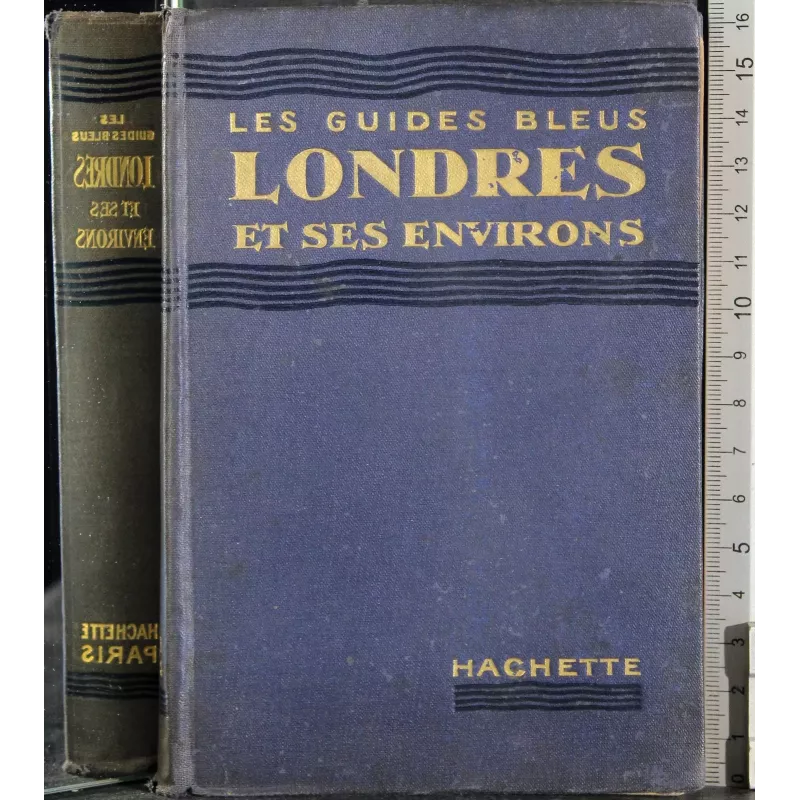 LES GUIDES BLEUS
LONDRES
ET SES ENVIRONS
HACHETTE
LES
GUIDES BLEUS
LONDRES
ET SES
ENVIRONS
HACHETTE
PARIS
16
15
14
13
12
11
10
9
8
7
6
5
4
3
2
1
0